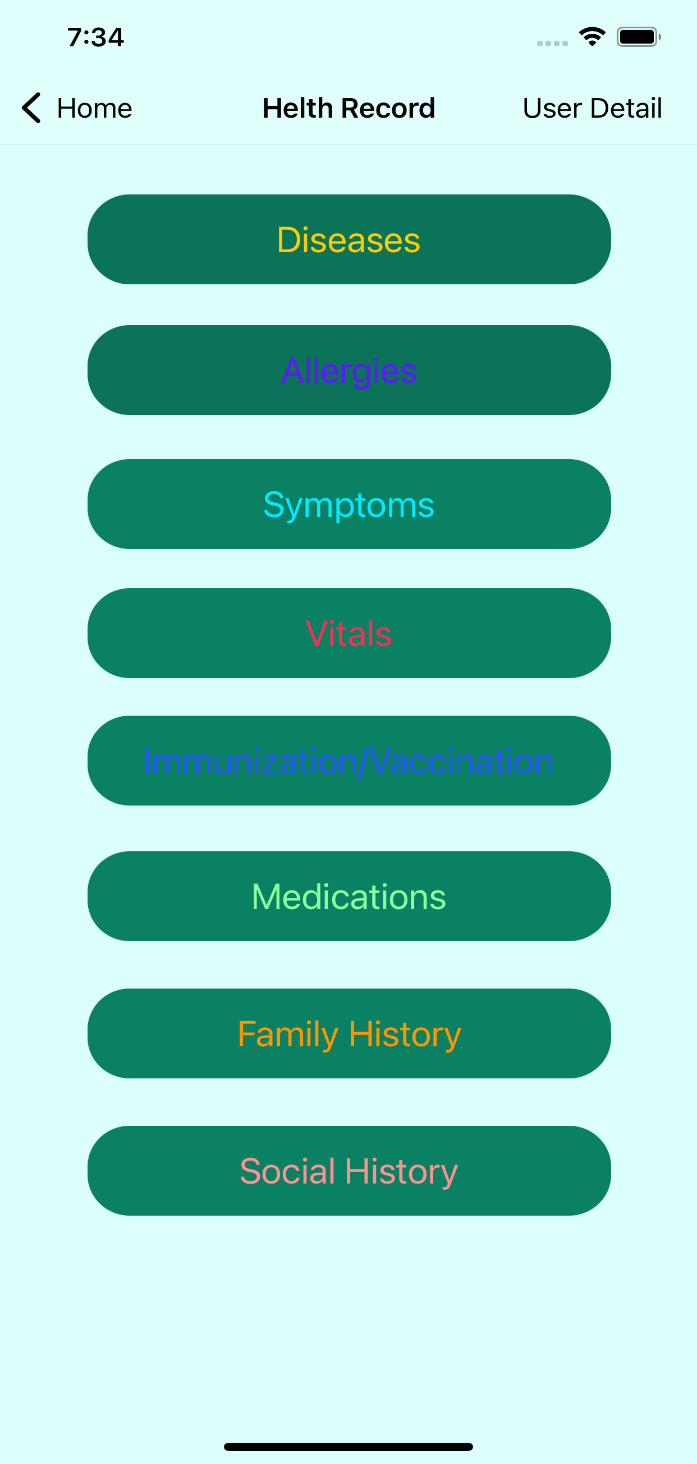 7:34
Home Helth Record User Detail
Diseases
Allergies
Symptoms
Vitals
Immunization/Vaccination
Medications
Family History
Social History